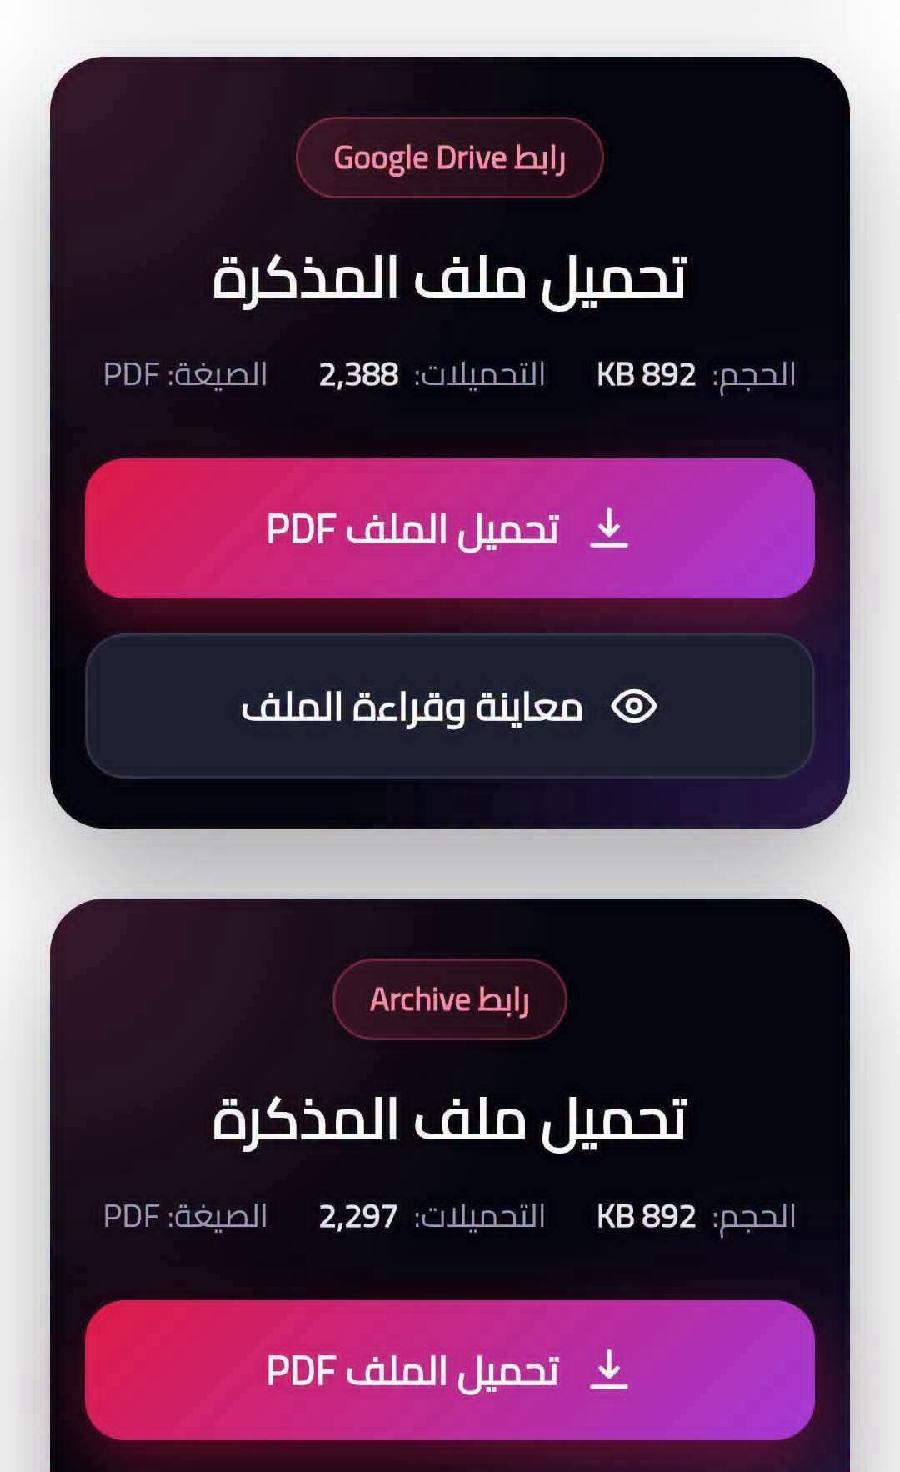 رابط Google Drive
تحميل ملف المذكرة
الحجم: 892 KB التحميلات: 2,388 الصيغة: PDF
تحميل الملف PDF
معاينة وقراءة الملف
رابط Archive
تحميل ملف المذكرة
الحجم: 892 KB التحميلات: 2,297 الصيغة: PDF
تحميل الملف PDF